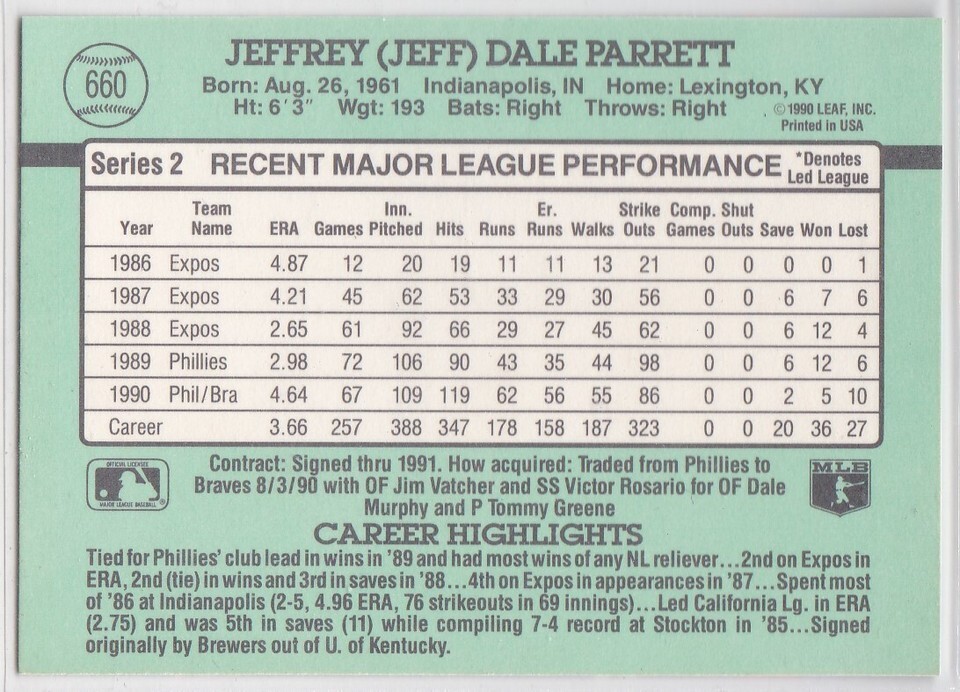 660
JEFFREY (JEFF) DALE PARRETT
Born: Aug. 26, 1961 Indianapolis, IN Home: Lexington, KY
Ht: 6'3" Wgt: 193 Bats: Right Throws: Right
©1990 LEAF, INC.
Printed in USA
Series 2 RECENT MAJOR LEAGUE PERFORMANCE *Denotes
Led League
Team Inn. Er. Strike Comp. Shut
Year Name ERA Games Pitched Hits Runs Runs Walks Outs Games Outs Save Won Lost
1986 Expos 4.87 12 20 19 11 11 13 21 0 0 0 0 1
1987 Expos 4.21 45 62 53 33 29 30 56 0 0 6 7 6
1988 Expos 2.65 61 92 66 29 27 45 62 0 0 6 12 4
1989 Phillies 2.98 72 106 90 43 35 44 98 0 0 6 12 6
1990 Phil/Bra 4.64 67 109 119 62 56 55 86 0 0 2 5 10
Career 3.66 257 388 347 178 158 187 323 0 0 20 36 27
OFFICIAL LICENSEE
MAJOR LEAGUE BASEBALL
Contract: Signed thru 1991. How acquired: Traded from Phillies to
Braves 8/3/90 with OF Jim Vatcher and SS Victor Rosario for OF Dale
Murphy and P Tommy Greene
MLB
CAREER HIGHLIGHTS
Tied for Phillies' club lead in wins in '89 and had most wins of any NL reliever...2nd on Expos in
ERA, 2nd (tie) in wins and 3rd in saves in '88...4th on Expos in appearances in '87...Spent most
of '86 at Indianapolis (2-5, 4.96 ERA, 76 strikeouts in 69 innings)...Led California Lg. in ERA
(2.75) and was 5th in saves (11) while compiling 7-4 record at Stockton in '85...Signed
originally by Brewers out of U. of Kentucky.